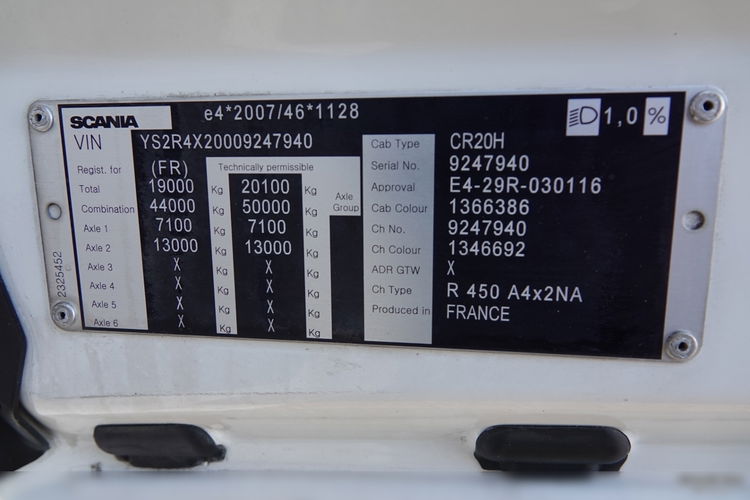 SCANIA e4*2007/46*1128 1,0 %
VIN YS2R4X20009247940
Regist. for (FR) Technically permissible
Total 19000 Kg 20100 Kg Axle Group
Combination 44000 Kg 50000 Kg
Axle 1 7100 Kg 7100 Kg
Axle 2 13000 Kg 13000 Kg
Axle 3 X Kg X Kg
Axle 4 X Kg X Kg
Axle 5 X Kg X Kg
Axle 6 X Kg X Kg
Cab Type CR20H
Serial No. 9247940
Approval E4-29R-030116
Cab Colour 1366386
Ch No. 9247940
Ch Colour 1346692
ADR GTW X
Ch Type R 450 A4x2NA
Produced in FRANCE
2325452